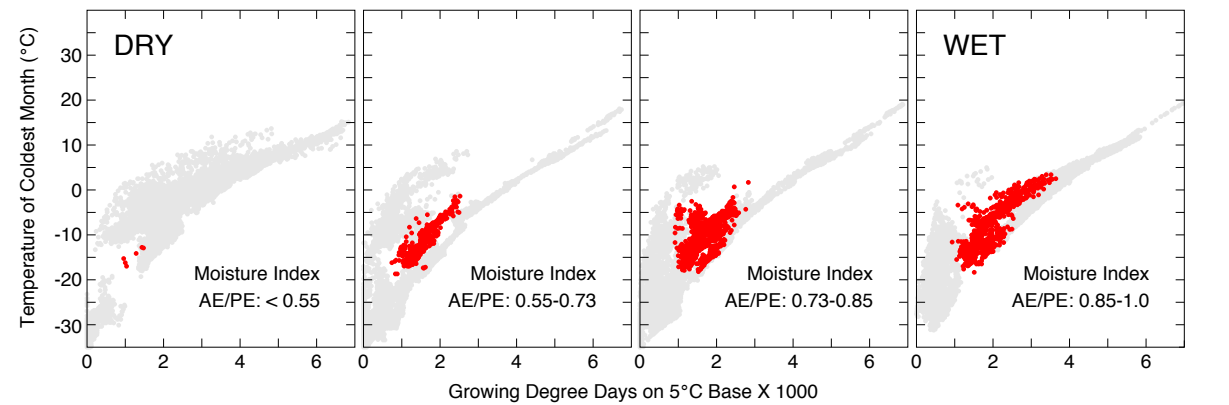 Temperature of Coldest Month (°C)
30
20
10
0
-10
-20
-30
DRY
Moisture Index
AE/PE: < 0.55
0 2 4 6
Moisture Index
AE/PE: 0.55-0.73
0 2 4 6
Moisture Index
AE/PE: 0.73-0.85
0 2 4 6
WET
Moisture Index
AE/PE: 0.85-1.0
0 2 4 6
Growing Degree Days on 5°C Base X 1000